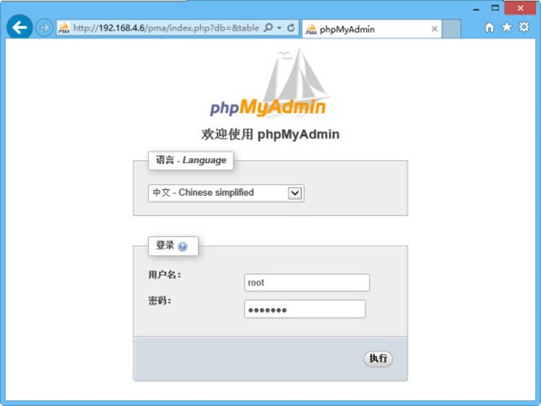 http://192.168.4.6/pma/index.php?db=&table
phpMyAdmin
phpMyAdmin
欢迎使用 phpMyAdmin
语言 - Language
中文 - Chinese simplified
登录
用户名：
root
密码：
•••••••
执行